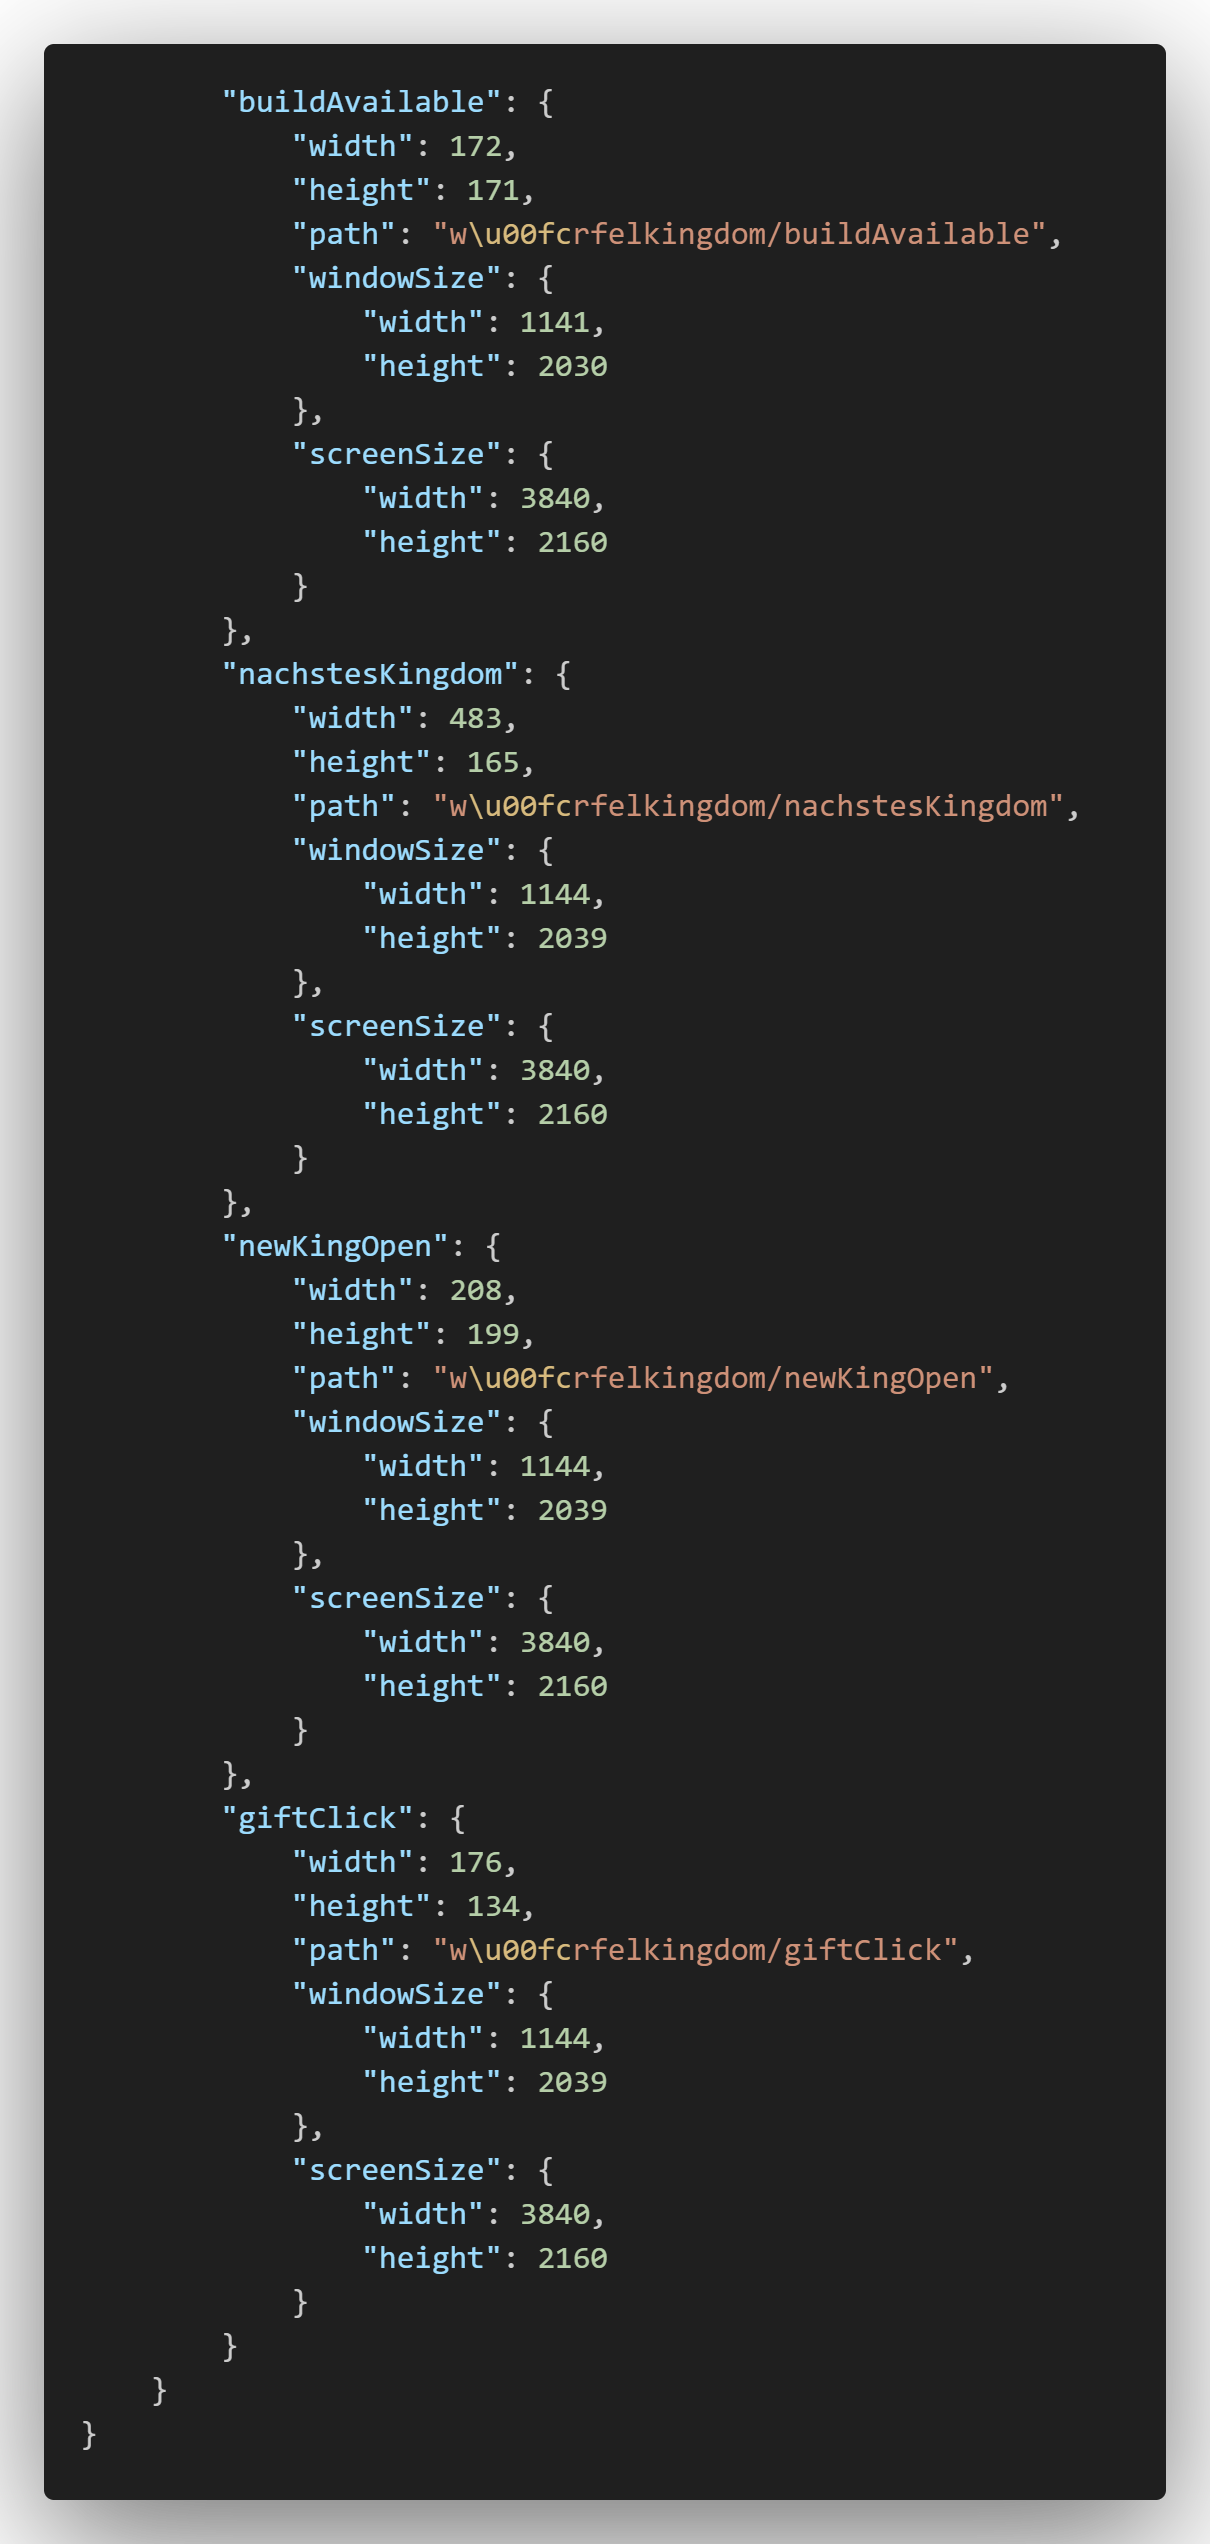 "buildAvailable": {
"width": 172,
"height": 171,
"path": "w\u00fcrfelkingdom/buildAvailable",
"windowSize": {
"width": 1141,
"height": 2030
},
"screenSize": {
"width": 3840,
"height": 2160
}
},
"nachstesKingdom": {
"width": 483,
"height": 165,
"path": "w\u00fcrfelkingdom/nachstesKingdom",
"windowSize": {
"width": 1144,
"height": 2039
},
"screenSize": {
"width": 3840,
"height": 2160
}
},
"newKingOpen": {
"width": 208,
"height": 199,
"path": "w\u00fcrfelkingdom/newKingOpen",
"windowSize": {
"width": 1144,
"height": 2039
},
"screenSize": {
"width": 3840,
"height": 2160
}
},
"giftClick": {
"width": 176,
"height": 134,
"path": "w\u00fcrfelkingdom/giftClick",
"windowSize": {
"width": 1144,
"height": 2039
},
"screenSize": {
"width": 3840,
"height": 2160
}
}
}
}